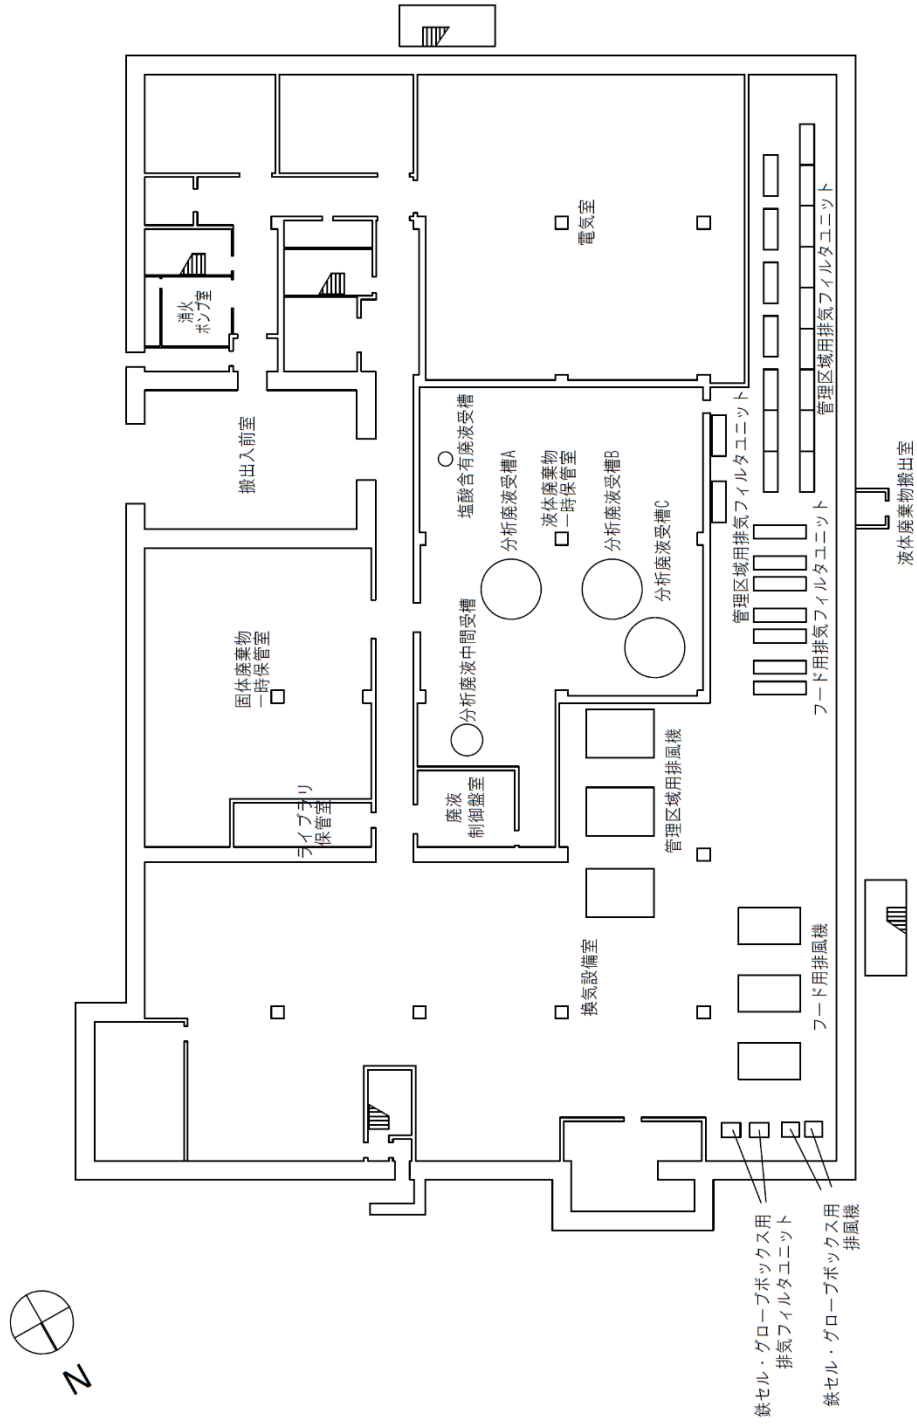 消火
ポンプ室
電気室
管理区域用排気フィルタユニット
搬出入前室
塩酸含有廃液受槽
分析廃液受槽A
液体廃棄物
一時保管室
分析廃液受槽B
分析廃液受槽C
管理区域用排気フィルタユニット
フード用排気フィルタユニット
液体廃棄物搬出室
固体廃棄物
一時保管室
分析廃液中間受槽
ライブラリ
保管室
廃液
制御盤室
管理区域用排風機
換気設備室
フード用排風機
鉄セル・グローブボックス用
排気フィルタユニット
鉄セル・グローブボックス用
排風機
N